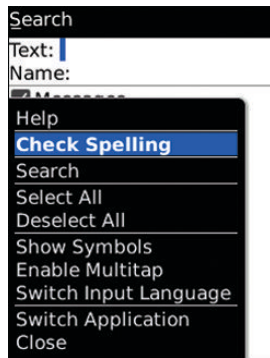 Search
Text:
Name:
Messages
Help
Check Spelling
Search
Select All
Deselect All
Show Symbols
Enable Multitap
Switch Input Language
Switch Application
Close